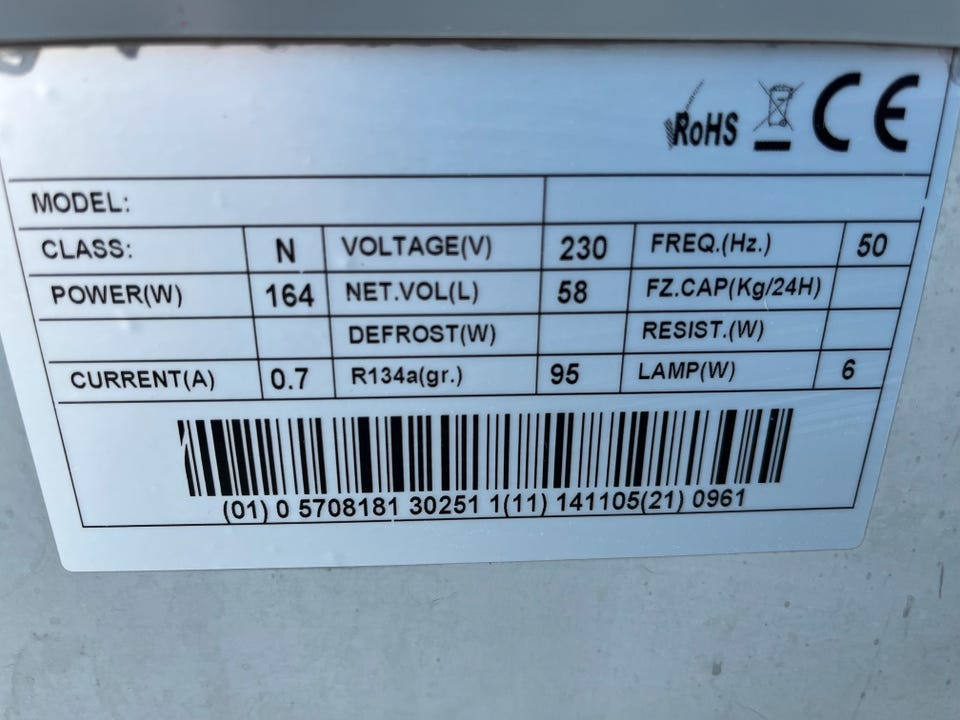 RoHS CE
MODEL:
CLASS: N VOLTAGE(V) 230 FREQ.(Hz.) 50
POWER(W) 164 NET.VOL(L) 58 FZ.CAP(Kg/24H)
DEFROST(W) RESIST.(W)
CURRENT(A) 0.7 R134a(gr.) 95 LAMP(W) 6
(01) 0 5708181 30251 1(11) 141105(21) 0961